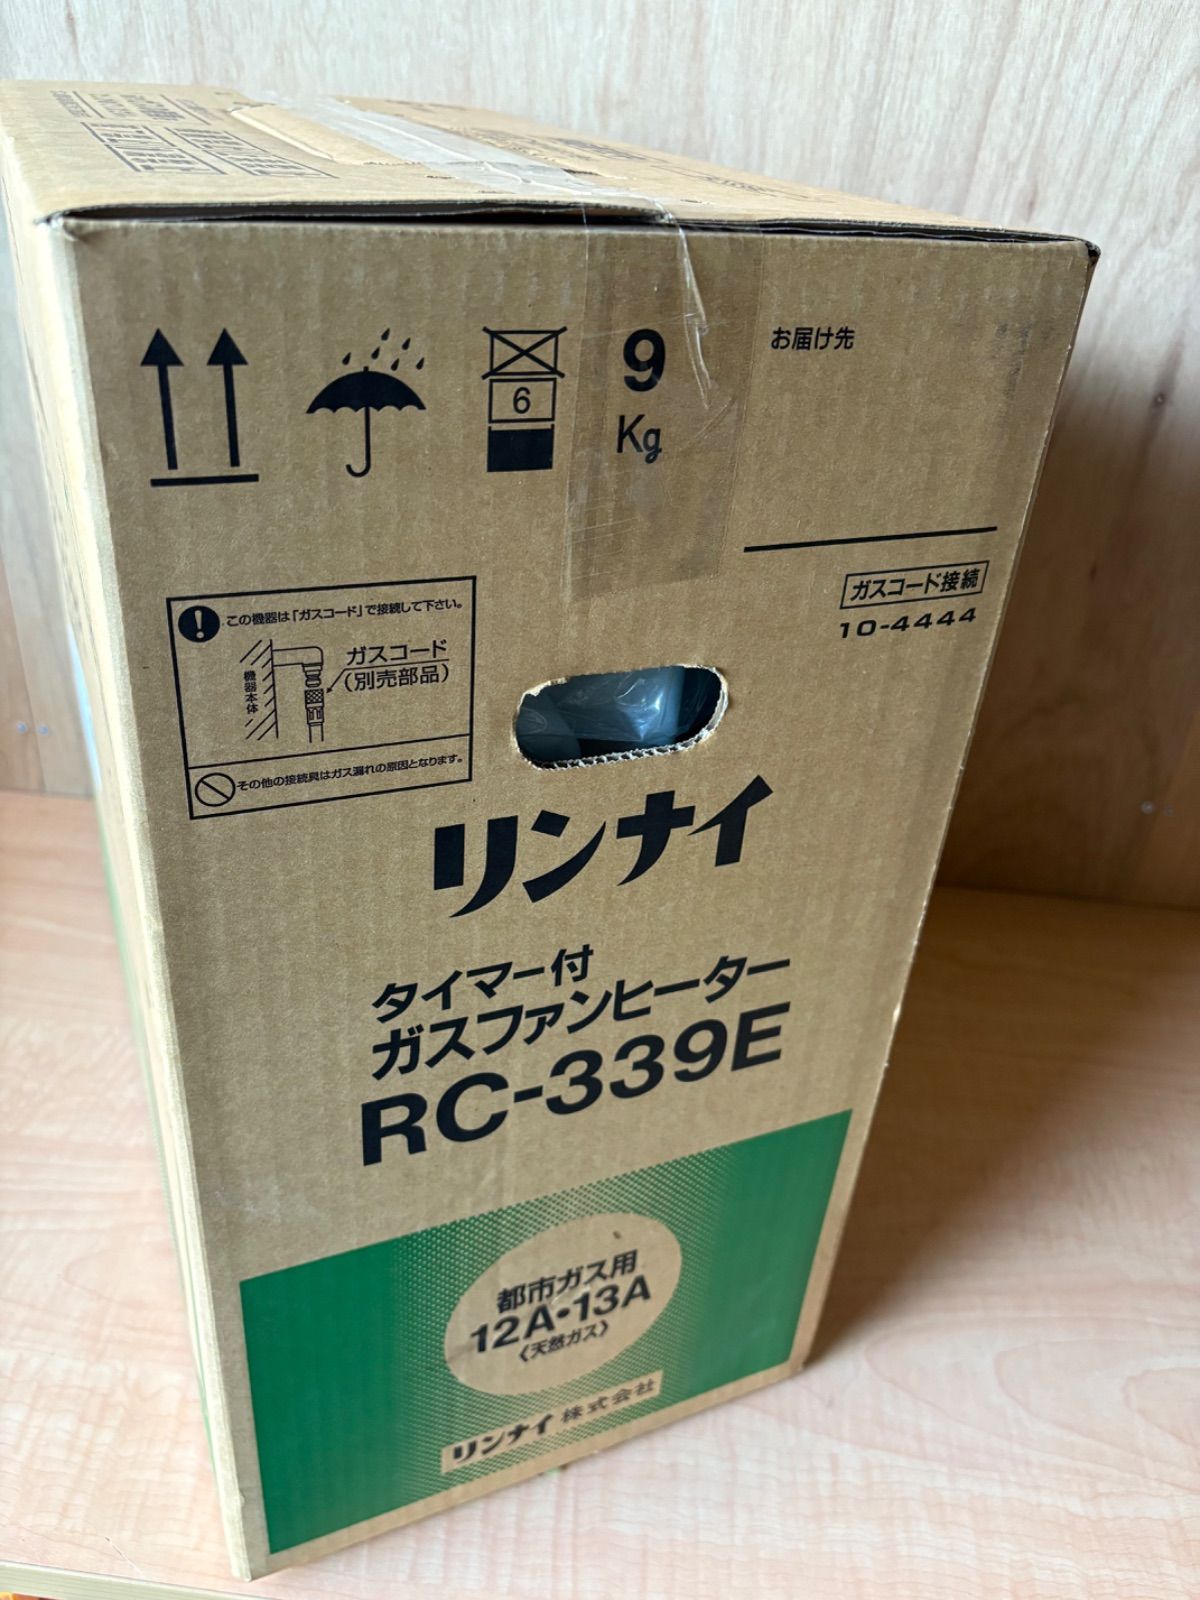 6
9
Kg
お届け先
ガスコード接続
10-4444
この機器は「ガスコード」で接続して下さい。
機器本体
ガスコード
(別売部品)
その他の接続具はガス漏れの原因となります。
リンナイ
タイマー付
ガスファンヒーター
RC-339E
都市ガス用
12A・13A
〈天然ガス〉
リンナイ株式会社